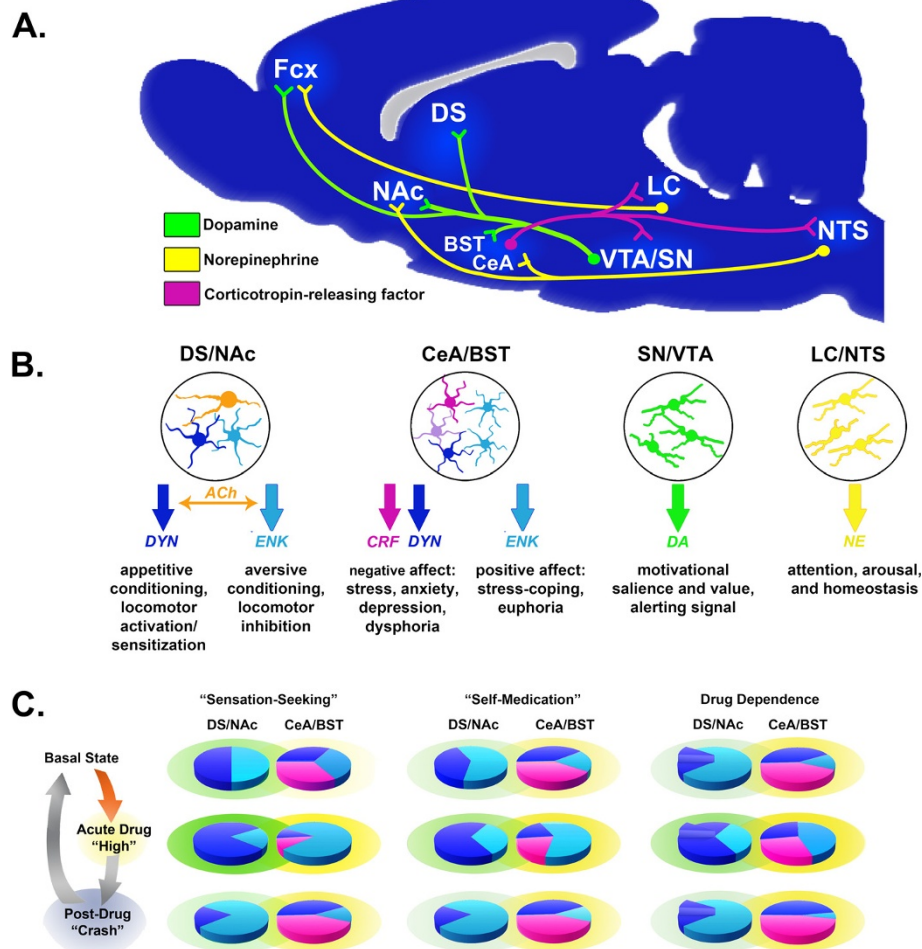 A.
Fcx
DS
NAc
LC
BST
CeA
VTA/SN
NTS
Dopamine
Norepinephrine
Corticotropin-releasing factor
B.
DS/NAc
CeA/BST
SN/VTA
LC/NTS
ACh
DYN
ENK
CRF
DYN
ENK
DA
NE
appetitive
conditioning,
locomotor
activation/
sensitization
aversive
conditioning,
locomotor
inhibition
negative affect:
stress, anxiety,
depression,
dysphoria
positive affect:
stress-coping,
euphoria
motivational
salience and value,
alerting signal
attention, arousal,
and homeostasis
C.
“Sensation-Seeking”
“Self-Medication”
Drug Dependence
DS/NAc
CeA/BST
DS/NAc
CeA/BST
DS/NAc
CeA/BST
Basal State
Acute Drug
“High”
Post-Drug
“Crash”